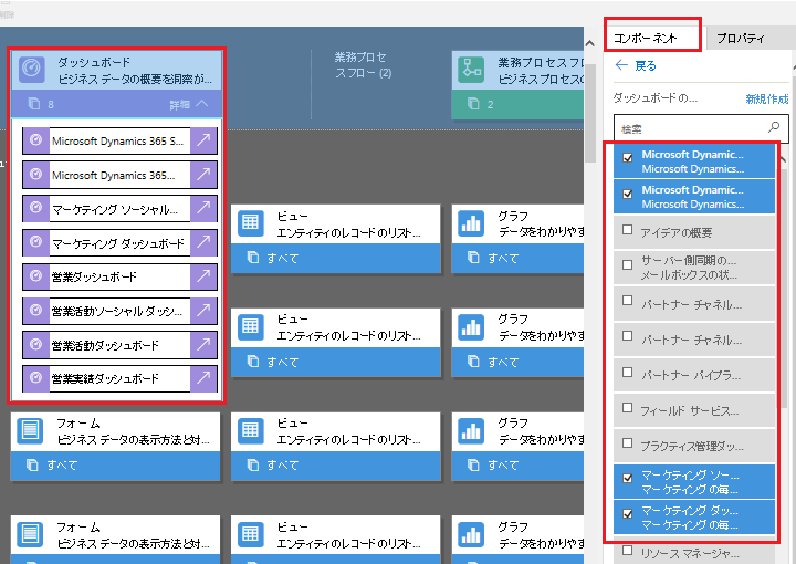 ダッシュボード
ビジネス データの概要を洞察が...
8
詳細
Microsoft Dynamics 365 S...
Microsoft Dynamics 365...
マーケティング ソーシャル...
マーケティング ダッシュボード
営業ダッシュボード
営業活動ソーシャル ダッシ...
営業活動ダッシュボード
営業実績ダッシュボード
業務プロセ
スフロー (2)
業務プロセスフロ
ビジネスプロセスの
2
ビュー
エンティティのレコードのリスト...
すべて
グラフ
データをわかりやす
すべて
ビュー
エンティティのレコードのリスト...
すべて
グラフ
データをわかりやす
すべて
フォーム
ビジネス データの表示方法と対...
すべて
ビュー
エンティティのレコードのリスト...
すべて
グラフ
データをわかりやす
すべて
フォーム
ビジネス データの表示方法と対...
ビュー
エンティティのレコードのリスト...
グラフ
データをわかりやす
コンポーネント
プロパティ
戻る
ダッシュボードの...
新規作成
検索
Microsoft Dynamic...
Microsoft Dynamics...
Microsoft Dynamic...
Microsoft Dynamics...
アイデアの概要
サーバー側同期の...
メールボックスの状...
パートナー チャネル...
パートナー チャネル...
パートナー パイプラ...
フィールド サービス...
プラクティス管理ダッ...
マーケティング ソー...
マーケティングの毎...
マーケティング ダッ...
マーケティングの毎...
リソース マネージャ...